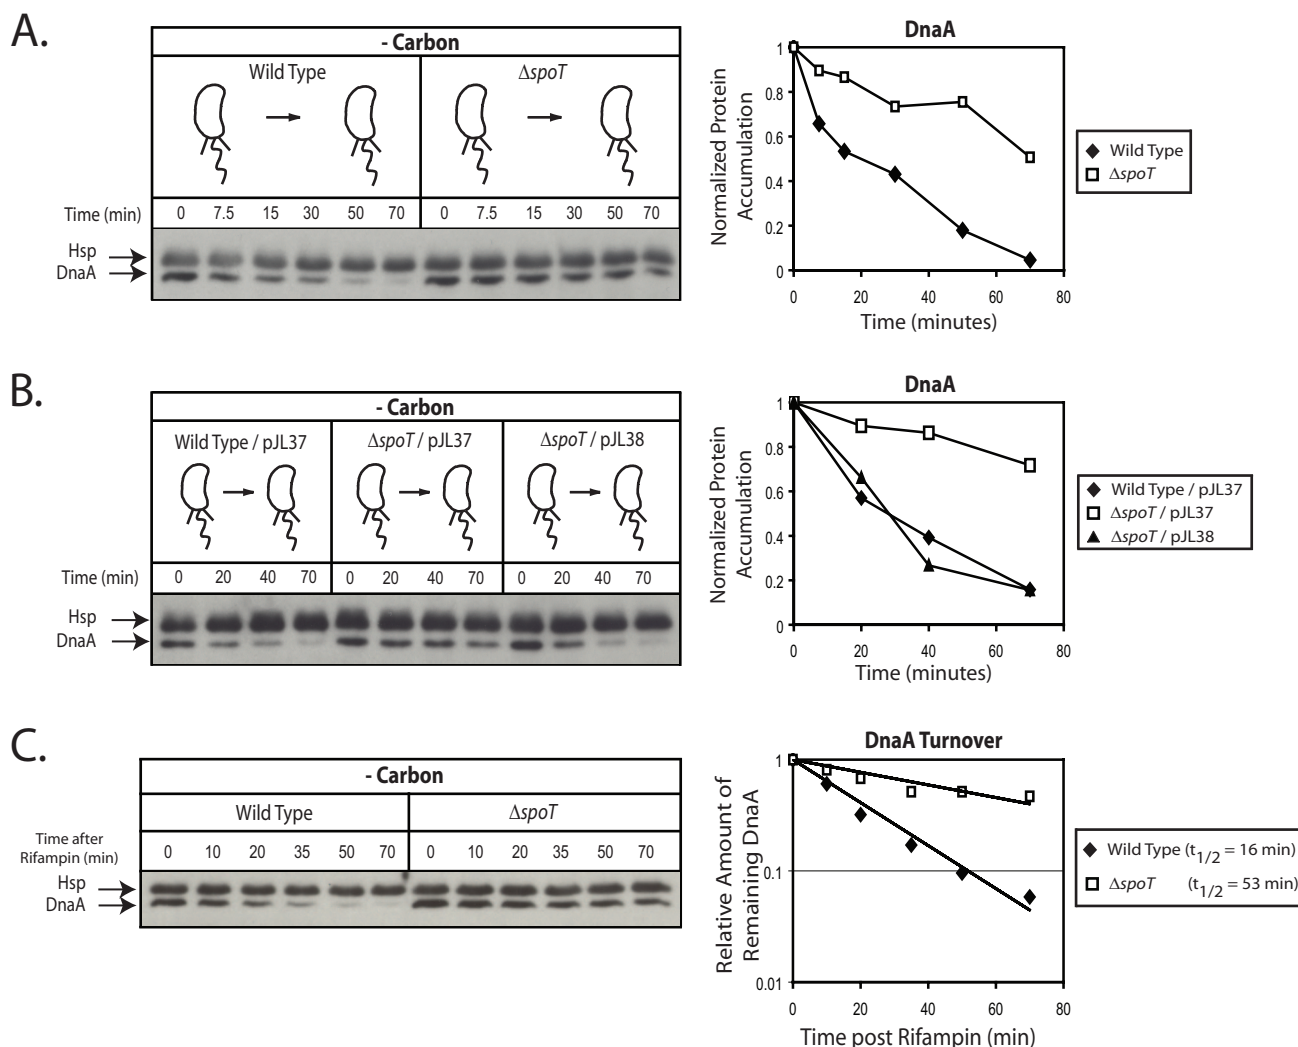 A.
- Carbon
Wild Type
ΔspoT
Time (min)
0 7.5 15 30 50 70 0 7.5 15 30 50 70
Hsp
DnaA
DnaA
Normalized Protein
Accumulation
1
0.8
0.6
0.4
0.2
0
0 20 40 60 80
Time (minutes)
Wild Type
ΔspoT
B.
- Carbon
Wild Type / pJL37
ΔspoT / pJL37
ΔspoT / pJL38
Time (min)
0 20 40 70 0 20 40 70 0 20 40 70
Hsp
DnaA
DnaA
Normalized Protein
Accumulation
1
0.8
0.6
0.4
0.2
0
0 20 40 60 80
Time (minutes)
Wild Type / pJL37
ΔspoT / pJL37
ΔspoT / pJL38
C.
- Carbon
Wild Type
ΔspoT
Time after
Rifampin (min)
0 10 20 35 50 70 0 10 20 35 50 70
Hsp
DnaA
DnaA Turnover
Relative Amount of
Remaining DnaA
1
0.1
0.01
0 20 40 60 80
Time post Rifampin (min)
Wild Type (t1/2 = 16 min)
ΔspoT (t1/2 = 53 min)